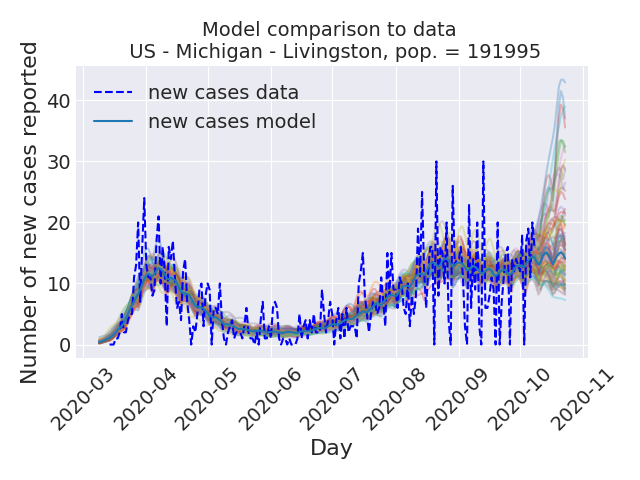 Model comparison to data
US - Michigan - Livingston, pop. = 191995
Number of new cases reported
40
30
20
10
0
new cases data
new cases model
2020-03
2020-04
2020-05
2020-06
2020-07
2020-08
2020-09
2020-10
2020-11
Day